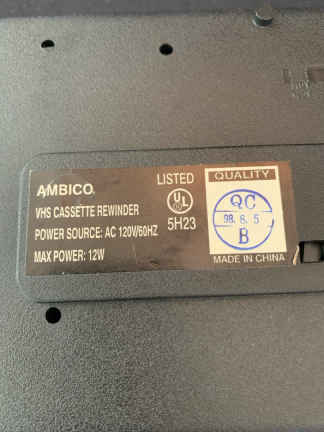 AMBICO.
VHS CASSETTE REWINDER
POWER SOURCE: AC 120V/60HZ
MAX POWER: 12W
LISTED
UL
5H23
QUALITY
QC
98. 8. 5
B
MADE IN CHINA